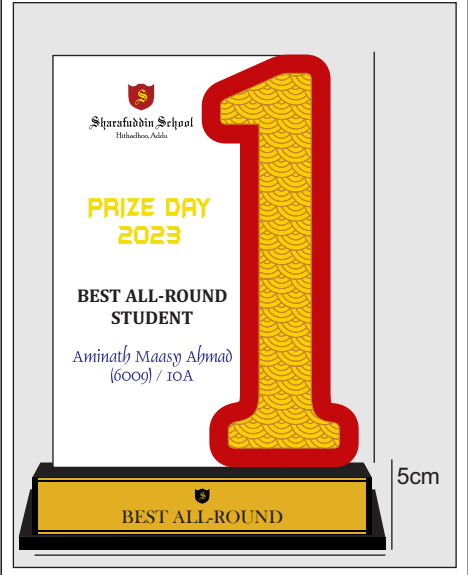 S
Sharafuddin School
Hithadhoo, Addu
1
PRIZE DAY
2023
BEST ALL-ROUND
STUDENT
Aminath Maasy Ahmad
(6009) / 10A
5cm
S
BEST ALL-ROUND